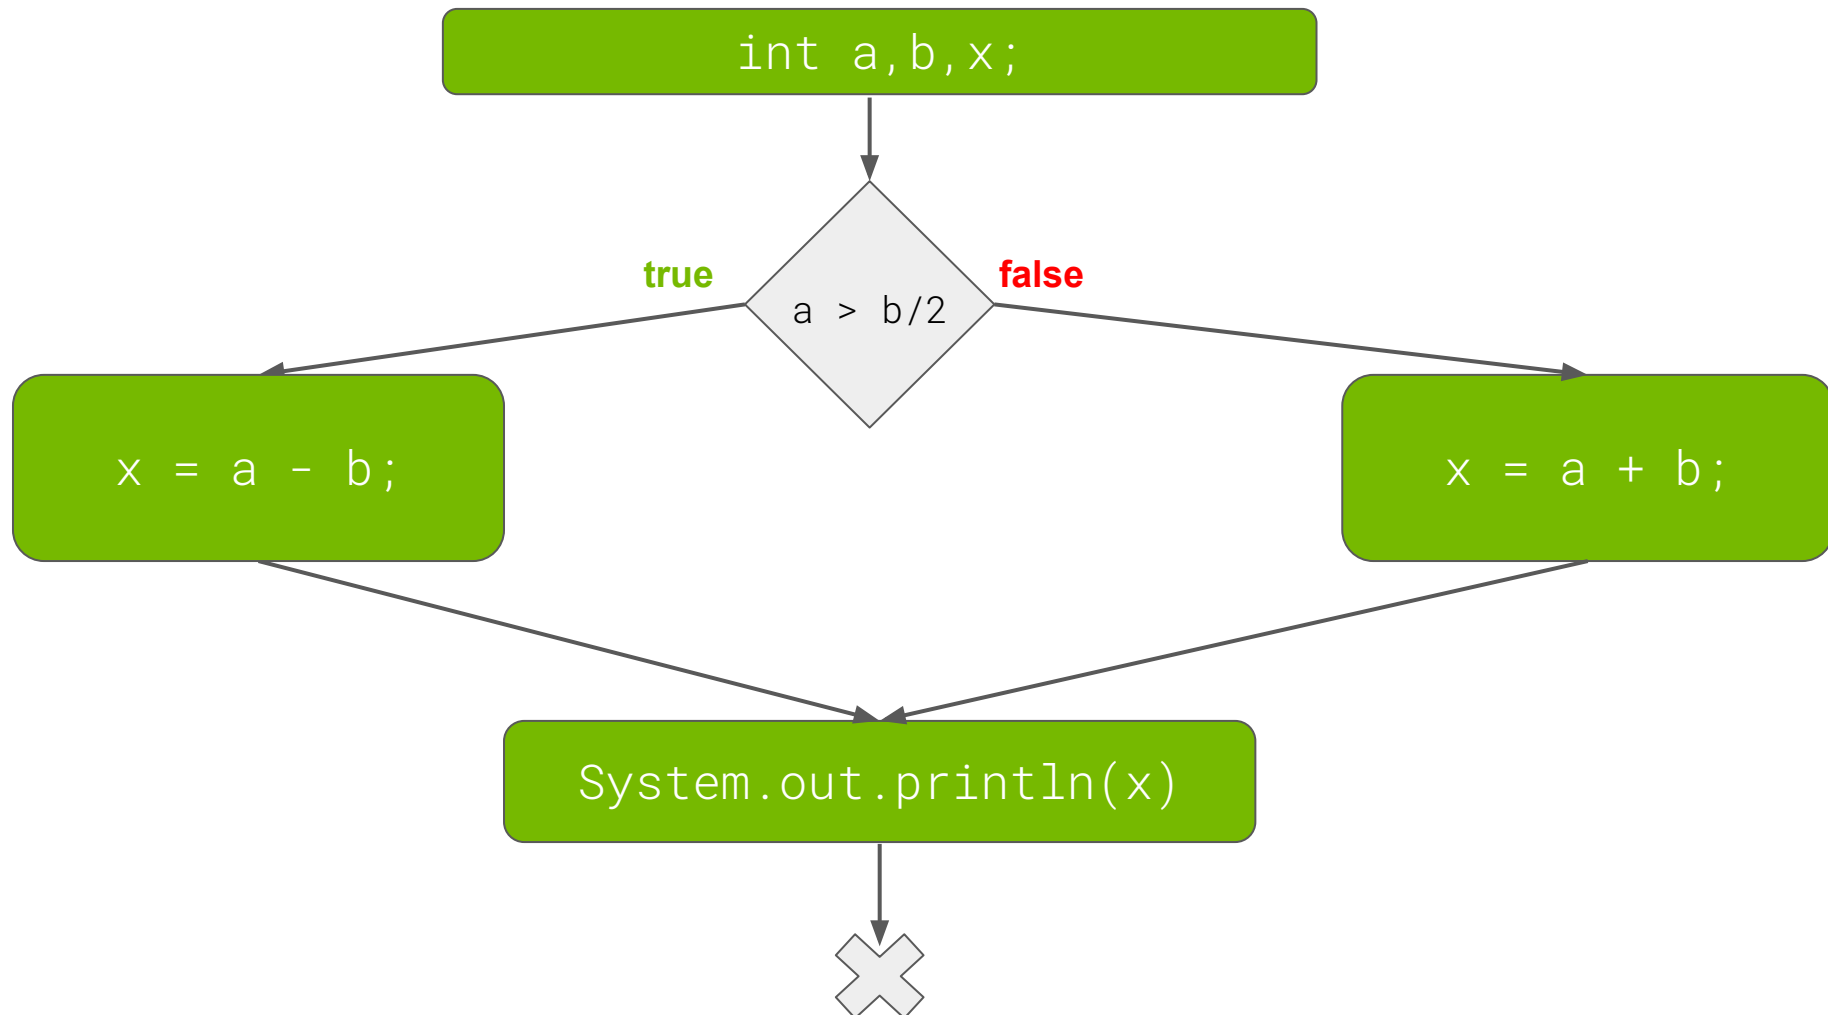 int a,b,x;
true
false
a > b/2
x = a - b;
x = a + b;
System.out.println(x)